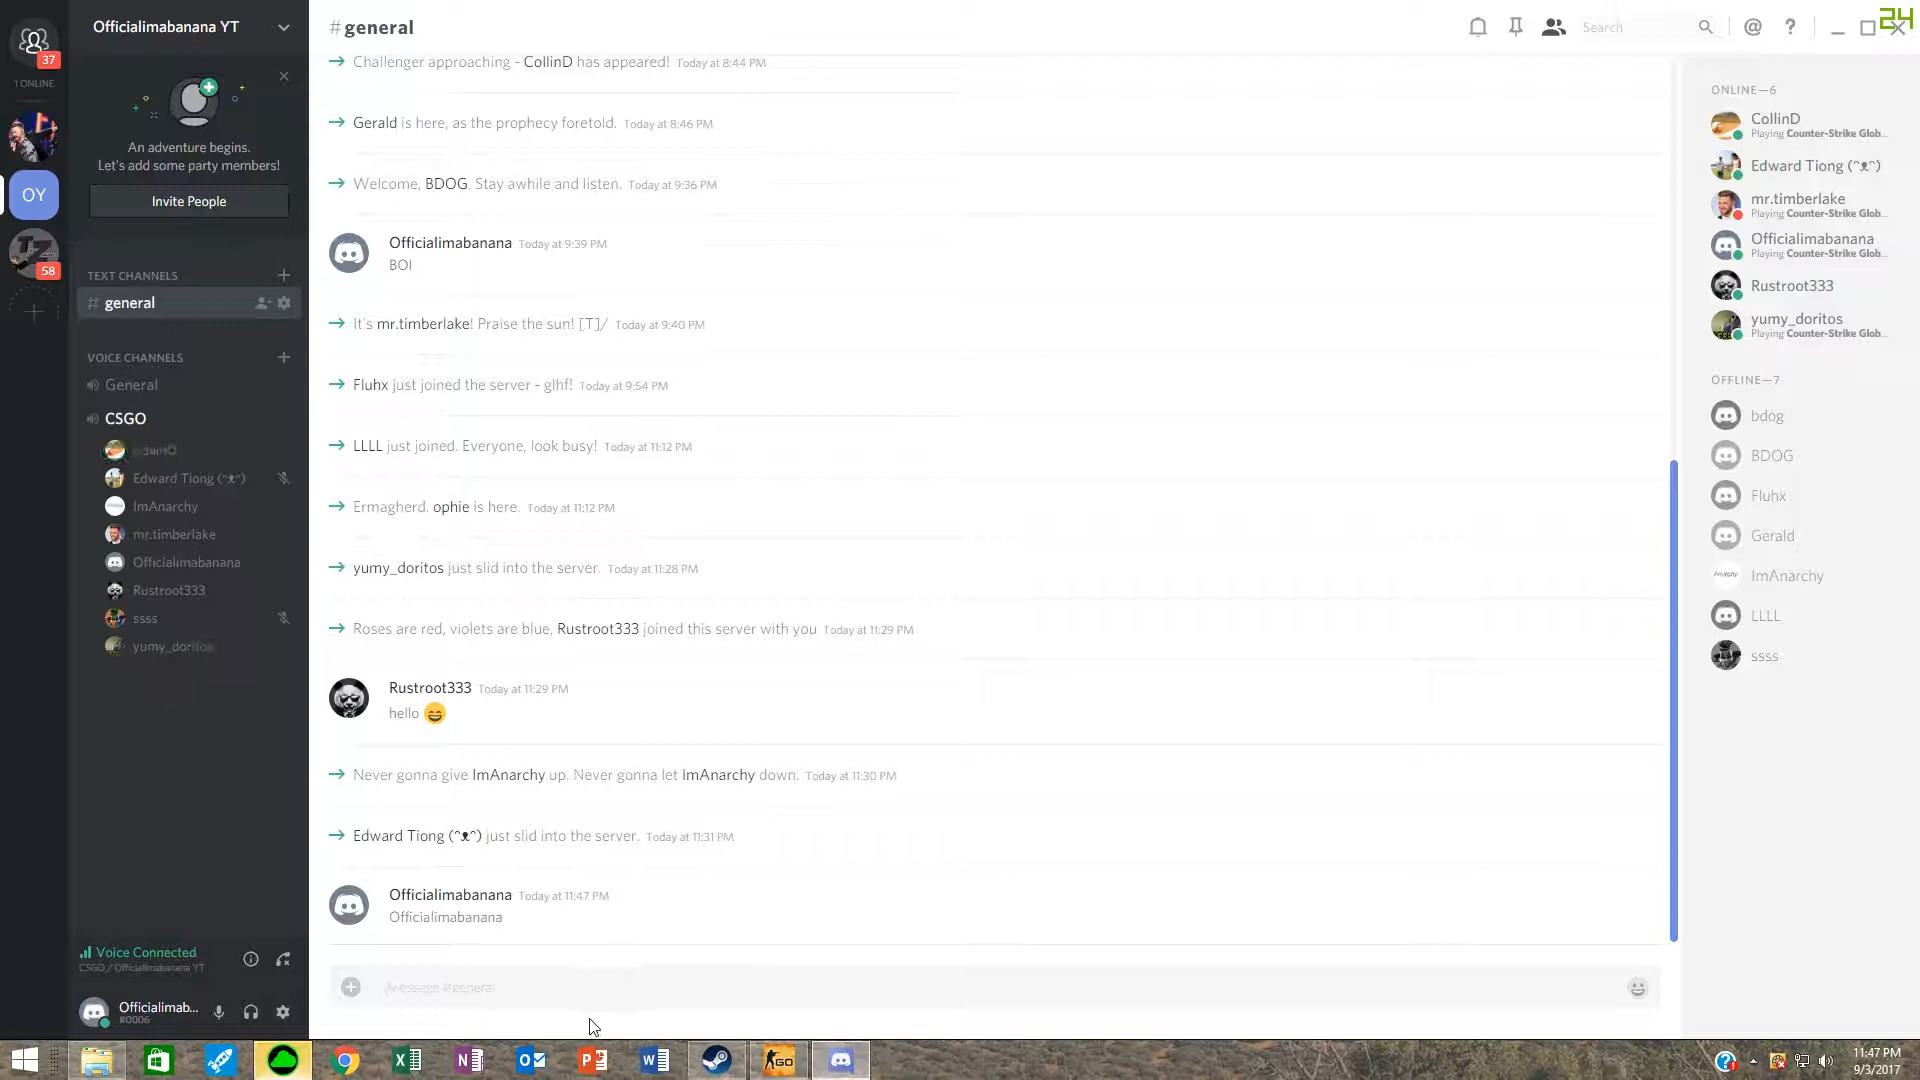 37
1 ONLINE
OY
58
Officialimabanana YT
An adventure begins.
Let's add some party members!
Invite People
TEXT CHANNELS
# general
VOICE CHANNELS
General
CSGO
Edward Tiong (ᵔᴥᵔ)
ImAnarchy
mr.timberlake
Officialimabanana
Rustroot333
ssss
yumy_doritos
Voice Connected
CSGO / Officialimabanana YT
Officialimab...
#0006
#general
Search
24
Challenger approaching - CollinD has appeared! Today at 8:44 PM
Gerald is here, as the prophecy foretold. Today at 8:46 PM
Welcome, BDOG. Stay awhile and listen. Today at 9:36 PM
Officialimabanana Today at 9:39 PM
BOI
It's mr.timberlake! Praise the sun! [T]/ Today at 9:40 PM
Fluhx just joined the server - glhf! Today at 9:54 PM
LLLL just joined. Everyone, look busy! Today at 11:12 PM
Ermagherd. ophie is here. Today at 11:12 PM
yumy_doritos just slid into the server. Today at 11:28 PM
Roses are red, violets are blue, Rustroot333 joined this server with you Today at 11:29 PM
Rustroot333 Today at 11:29 PM
hello 😄
Never gonna give ImAnarchy up. Never gonna let ImAnarchy down. Today at 11:30 PM
Edward Tiong (ᵔᴥᵔ) just slid into the server. Today at 11:31 PM
Officialimabanana Today at 11:47 PM
Officialimabanana
Message #general
ONLINE—6
CollinD
Playing Counter-Strike Glob...
Edward Tiong (ᵔᴥᵔ)
mr.timberlake
Playing Counter-Strike Glob...
Officialimabanana
Playing Counter-Strike Glob...
Rustroot333
yumy_doritos
Playing Counter-Strike Glob...
OFFLINE—7
bdog
BDOG
Fluhx
Gerald
ImAnarchy
LLLL
ssss
GO
11:47 PM
9/3/2017